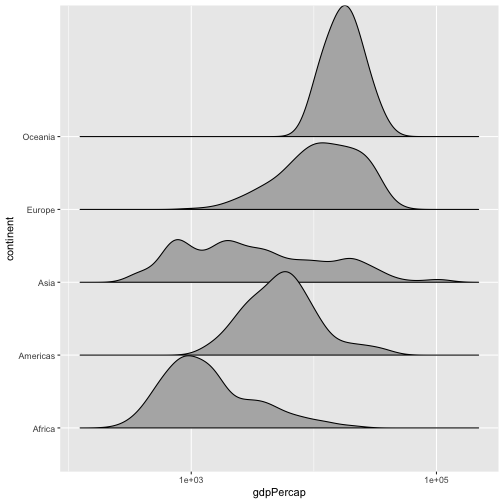 Oceania
Europe
Asia
Americas
Africa
continent
1e+03
1e+05
gdpPercap